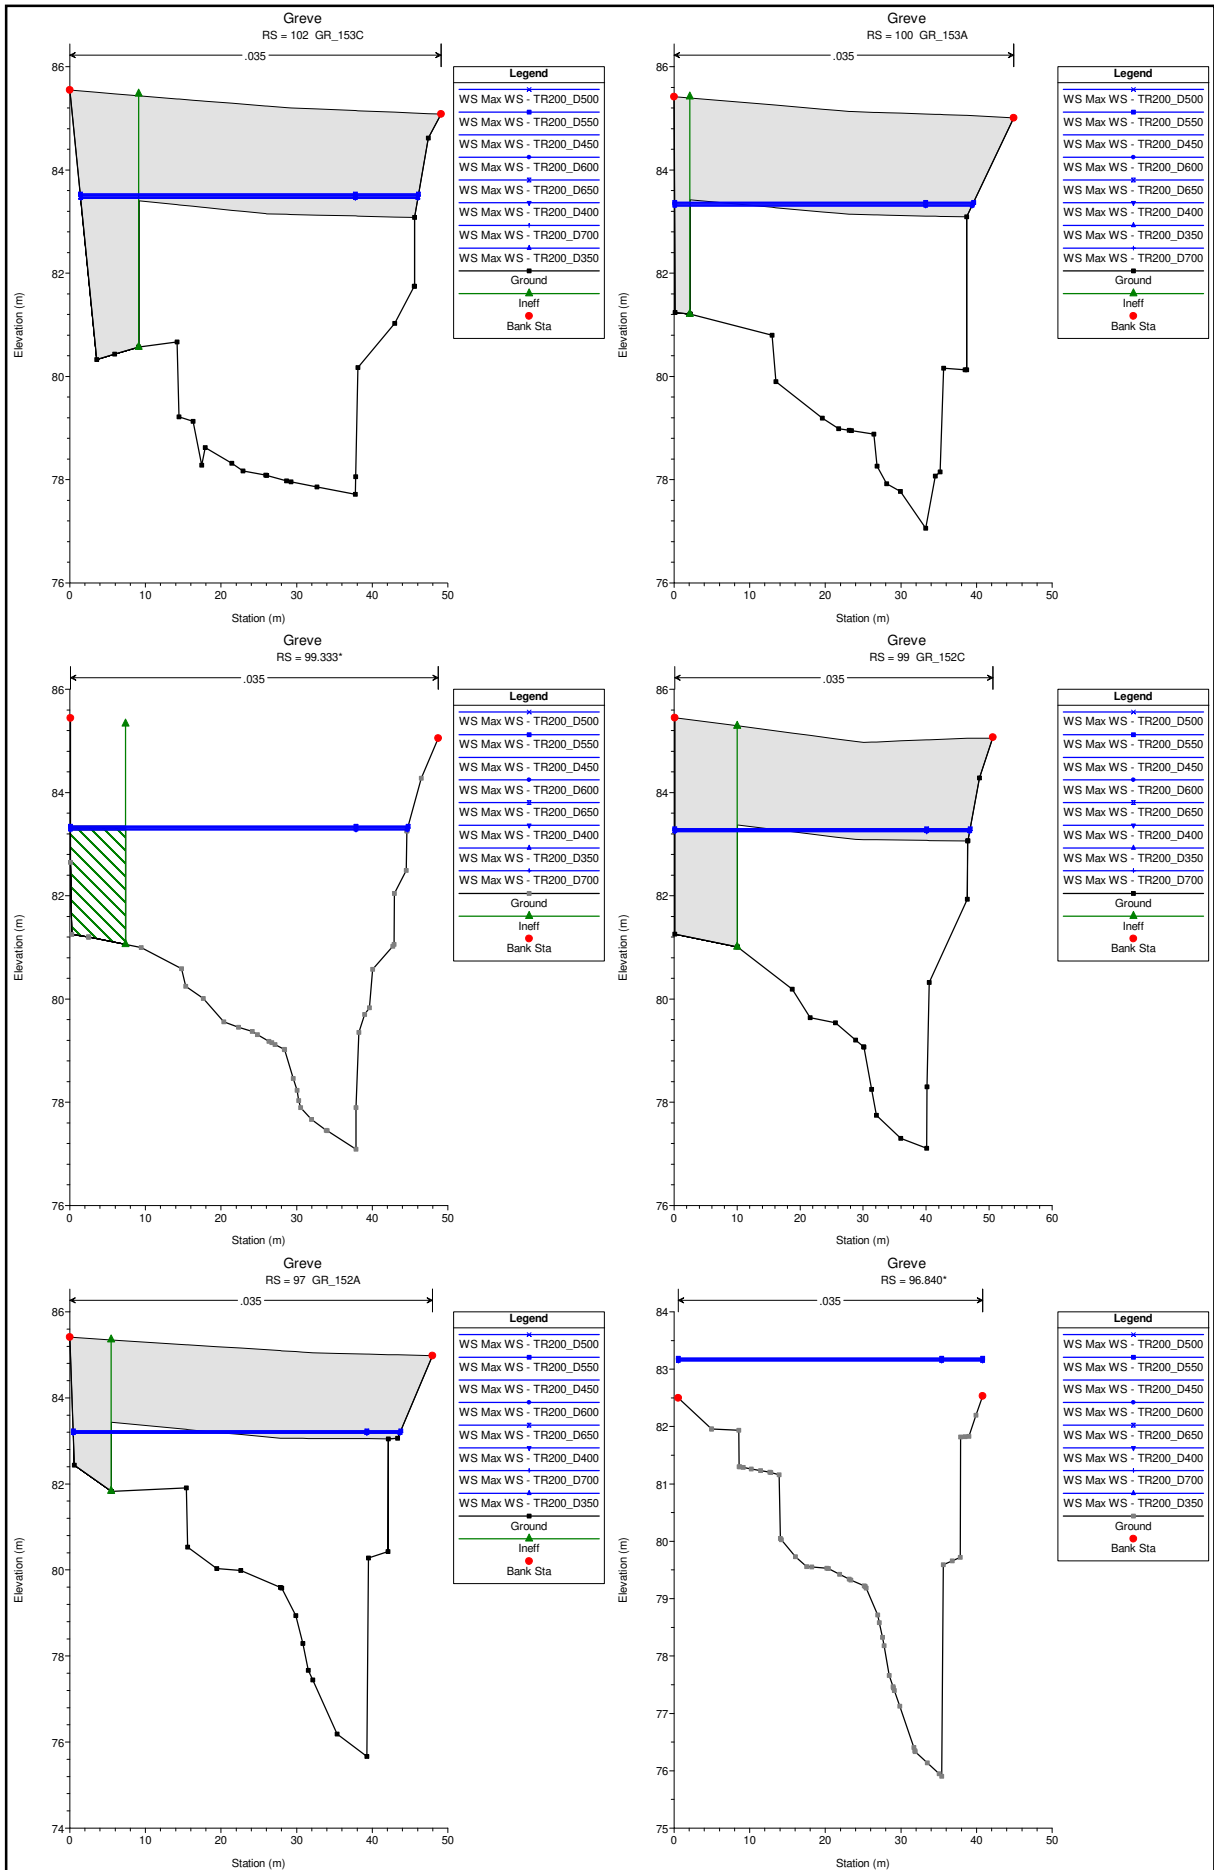 Greve
RS = 102 GR_153C
.035
86
84
82
80
78
76
0 10 20 30 40 50
Elevation (m)
Station (m)
Legend
WS Max WS - TR200_D500
WS Max WS - TR200_D550
WS Max WS - TR200_D450
WS Max WS - TR200_D600
WS Max WS - TR200_D650
WS Max WS - TR200_D400
WS Max WS - TR200_D700
WS Max WS - TR200_D350
Ground
Ineff
Bank Sta
Greve
RS = 100 GR_153A
.035
86
84
82
80
78
76
0 10 20 30 40 50
Elevation (m)
Station (m)
Legend
WS Max WS - TR200_D500
WS Max WS - TR200_D550
WS Max WS - TR200_D450
WS Max WS - TR200_D600
WS Max WS - TR200_D650
WS Max WS - TR200_D400
WS Max WS - TR200_D350
WS Max WS - TR200_D700
Ground
Ineff
Bank Sta
Greve
RS = 99.333*
.035
86
84
82
80
78
76
0 10 20 30 40 50
Elevation (m)
Station (m)
Legend
WS Max WS - TR200_D500
WS Max WS - TR200_D550
WS Max WS - TR200_D450
WS Max WS - TR200_D600
WS Max WS - TR200_D650
WS Max WS - TR200_D400
WS Max WS - TR200_D350
WS Max WS - TR200_D700
Ground
Ineff
Bank Sta
Greve
RS = 99 GR_152C
.035
86
84
82
80
78
76
0 10 20 30 40 50 60
Elevation (m)
Station (m)
Legend
WS Max WS - TR200_D500
WS Max WS - TR200_D550
WS Max WS - TR200_D450
WS Max WS - TR200_D600
WS Max WS - TR200_D650
WS Max WS - TR200_D400
WS Max WS - TR200_D350
WS Max WS - TR200_D700
Ground
Ineff
Bank Sta
Greve
RS = 97 GR_152A
.035
86
84
82
80
78
76
74
0 10 20 30 40 50
Elevation (m)
Station (m)
Legend
WS Max WS - TR200_D500
WS Max WS - TR200_D550
WS Max WS - TR200_D450
WS Max WS - TR200_D600
WS Max WS - TR200_D650
WS Max WS - TR200_D400
WS Max WS - TR200_D700
WS Max WS - TR200_D350
Ground
Ineff
Bank Sta
Greve
RS = 96.840*
.035
84
83
82
81
80
79
78
77
76
75
0 10 20 30 40 50
Elevation (m)
Station (m)
Legend
WS Max WS - TR200_D500
WS Max WS - TR200_D550
WS Max WS - TR200_D450
WS Max WS - TR200_D600
WS Max WS - TR200_D650
WS Max WS - TR200_D400
WS Max WS - TR200_D700
WS Max WS - TR200_D350
Ground
Bank Sta